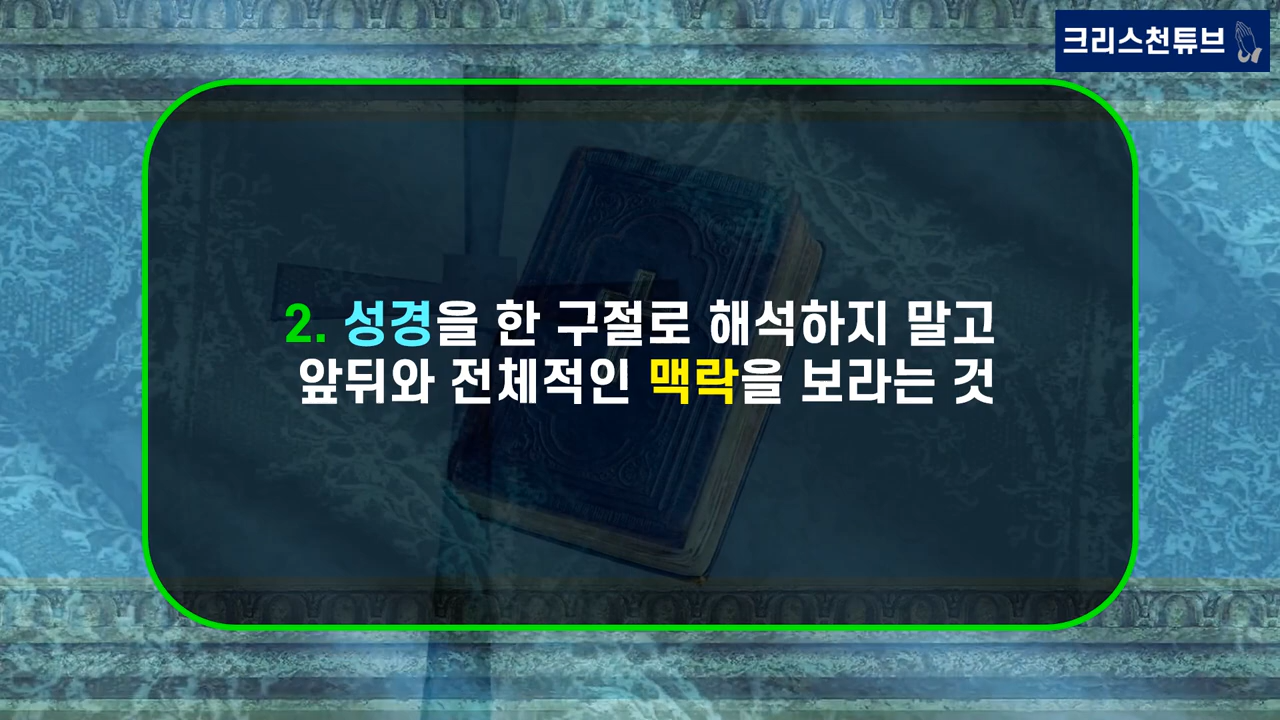 크리스천튜브
2. 성경을 한 구절로 해석하지 말고
앞뒤와 전체적인 맥락을 보라는 것